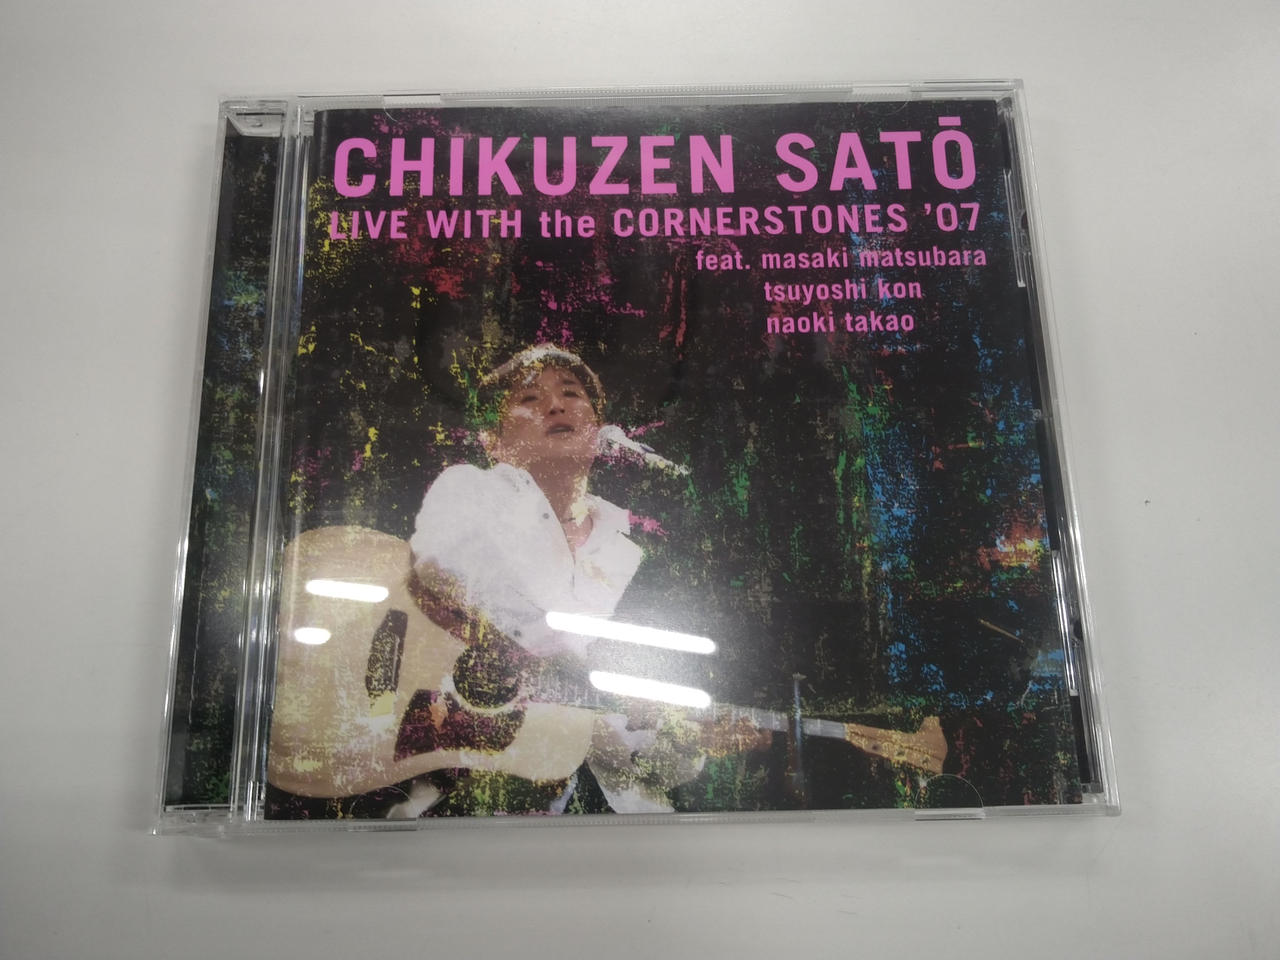 CHIKUZEN SATŌ
LIVE WITH the CORNERSTONES '07
feat. masaki matsubara
tsuyoshi kon
naoki takao